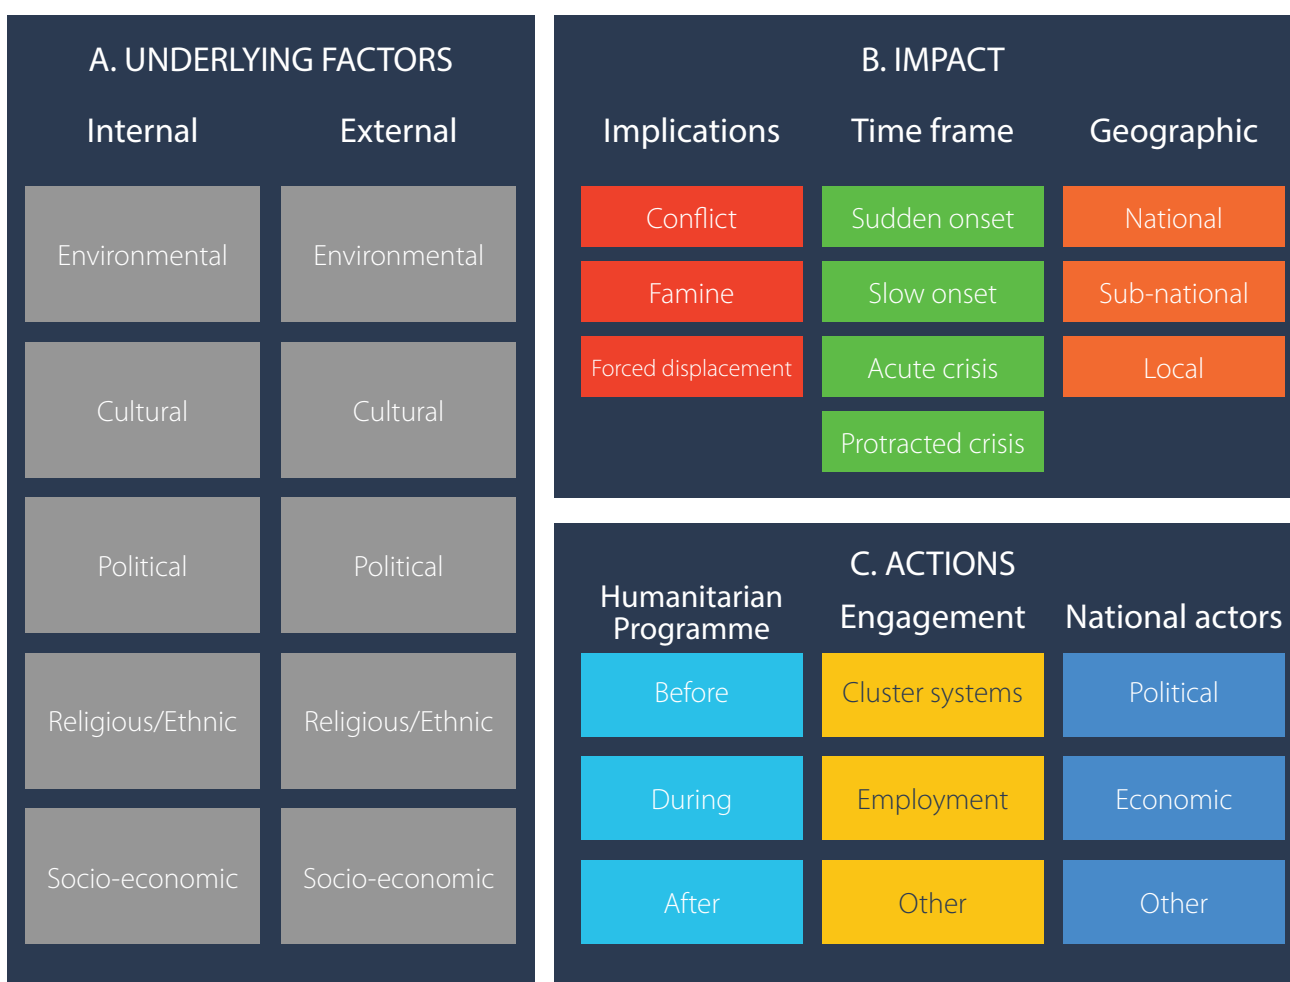 A. UNDERLYING FACTORS
Internal
External
Environmental
Environmental
Cultural
Cultural
Political
Political
Religious/Ethnic
Religious/Ethnic
Socio-economic
Socio-economic
B. IMPACT
Implications
Time frame
Geographic
Conflict
Sudden onset
National
Famine
Slow onset
Sub-national
Forced displacement
Acute crisis
Local
Protracted crisis
C. ACTIONS
Humanitarian
Programme
Engagement
National actors
Before
Cluster systems
Political
During
Employment
Economic
After
Other
Other